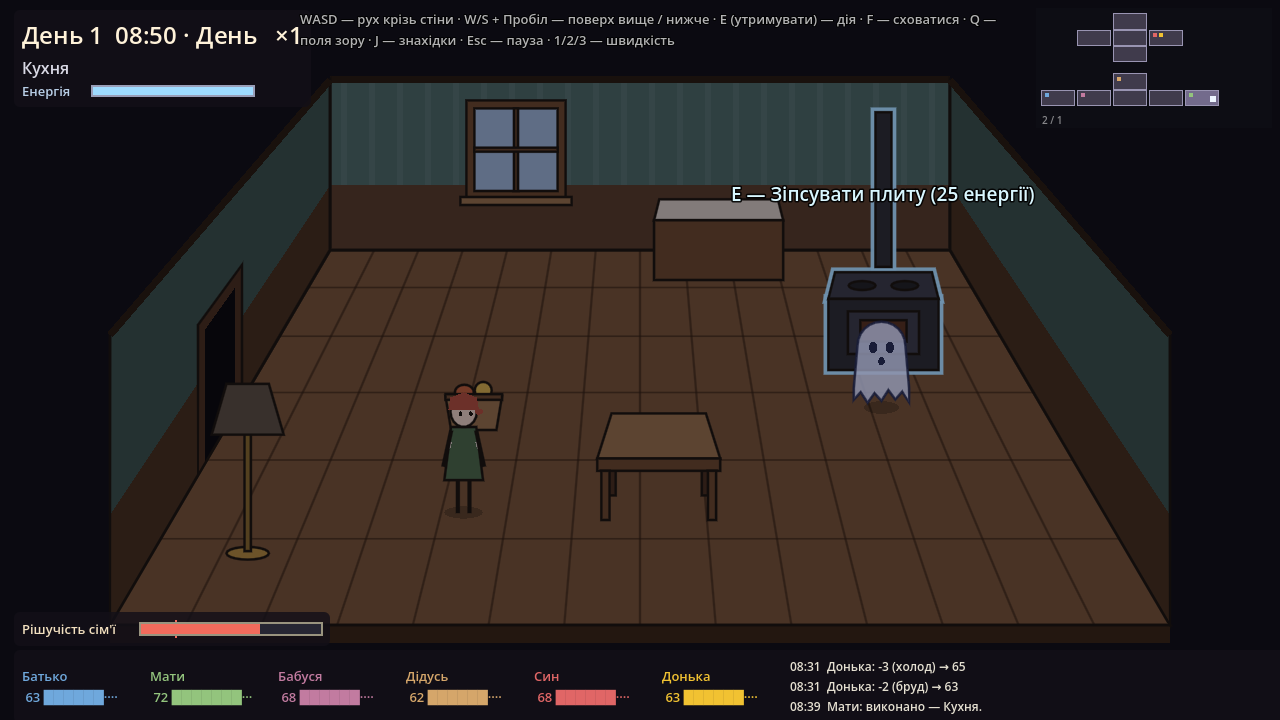 День 1 08:50 · День ×1
WASD — рух крізь стіни · W/S + Пробіл — поверх вище / нижче · E (утримувати) — дія · F — сховатися · Q —
поля зору · J — знахідки · Esc — пауза · 1/2/3 — швидкість
Кухня
Енергія
2 / 1
E — Зіпсувати плиту (25 енергії)
Рішучість сім'ї
Батько
Мати
Бабуся
Дідусь
Син
Донька
63
72
68
62
68
63
08:31 Донька: -3 (холод) → 65
08:31 Донька: -2 (бруд) → 63
08:39 Мати: виконано — Кухня.